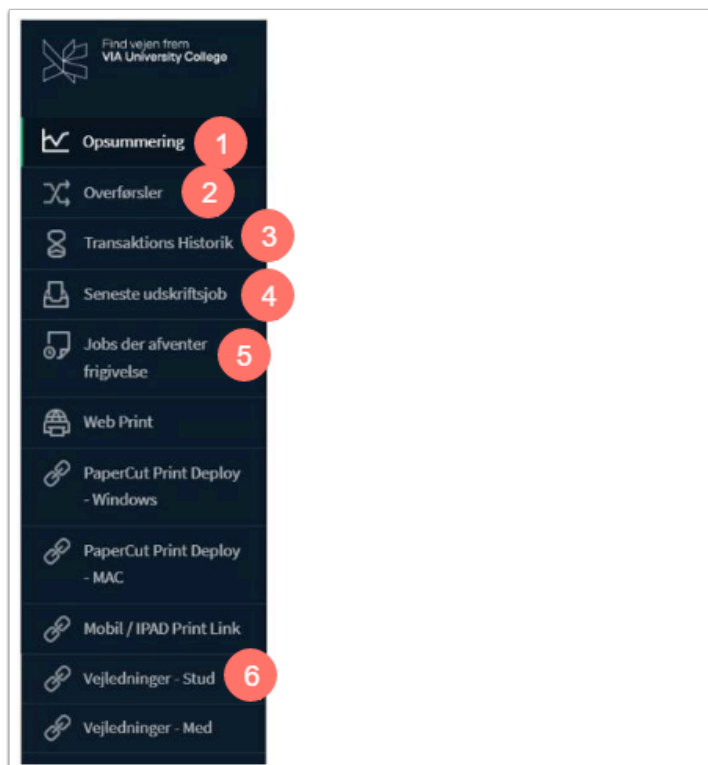 Find vejen frem
VIA University College
Opsummering 1
Overførsler 2
Transaktions Historik 3
Seneste udskriftsjob 4
Jobs der afventer 5
frigivelse
Web Print
PaperCut Print Deploy
- Windows
PaperCut Print Deploy
- MAC
Mobil / IPAD Print Link
Vejledninger - Stud 6
Vejledninger - Med